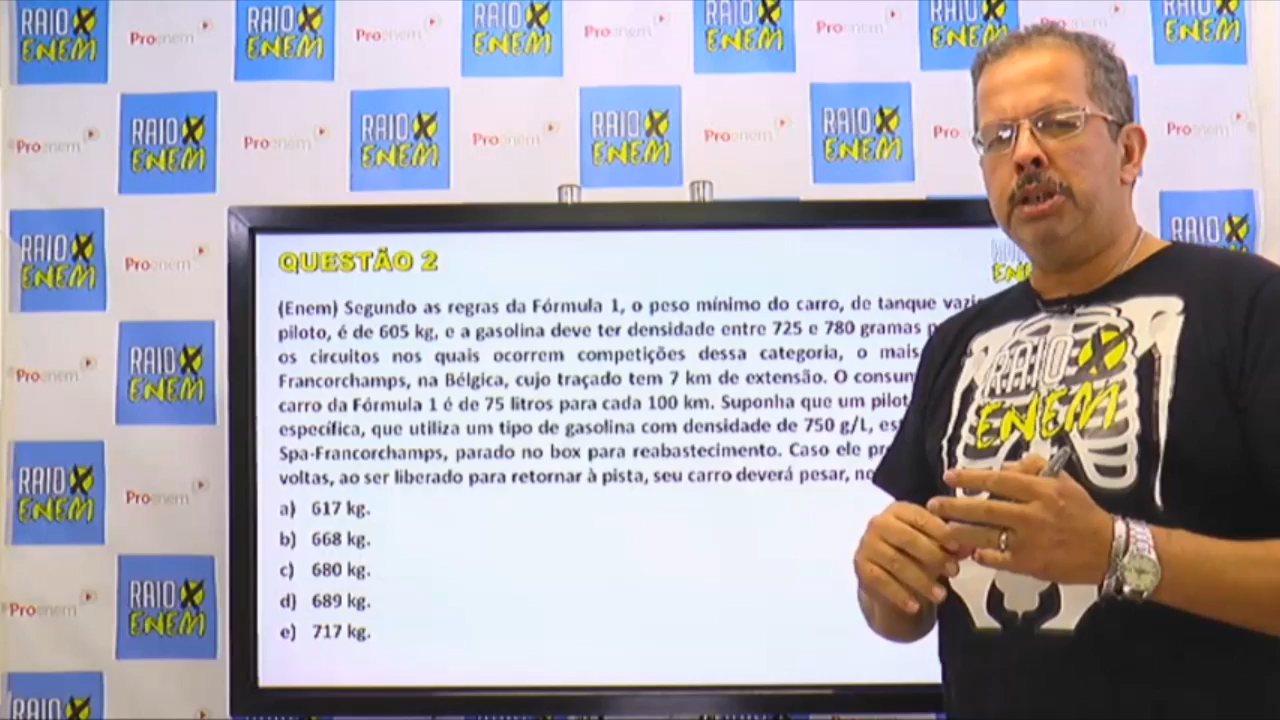 RAIO X
ENEM
Proenem
QUESTÃO 2
(Enem) Segundo as regras da Fórmula 1, o peso mínimo do carro, de tanque
piloto, é de 605 kg, e a gasolina deve ter densidade entre 725 e 780 gramas
os circuitos nos quais ocorrem competições dessa categoria, o mais
Francorchamps, na Bélgica, cujo traçado tem 7 km de extensão. O
carro da Fórmula 1 é de 75 litros para cada 100 km. Suponha que um
específica, que utiliza um tipo de gasolina com densidade de 750 g/L,
Spa-Francorchamps, parado no box para reabastecimento. Caso ele
voltas, ao ser liberado para retornar à pista, seu carro deverá pesar,
a) 617 kg.
b) 668 kg.
c) 680 kg.
d) 689 kg.
e) 717 kg.
RAIO X
ENEM